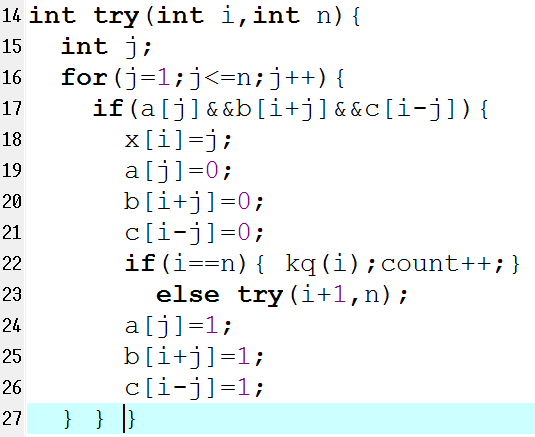 14 int try(int i,int n){
15   int j;
16   for(j=1;j<=n;j++){
17     if(a[j]&&b[i+j]&&c[i-j]){
18       x[i]=j;
19       a[j]=0;
20       b[i+j]=0;
21       c[i-j]=0;
22       if(i==n){ kq(i);count++;}
23         else try(i+1,n);
24       a[j]=1;
25       b[i+j]=1;
26       c[i-j]=1;
27   } } }